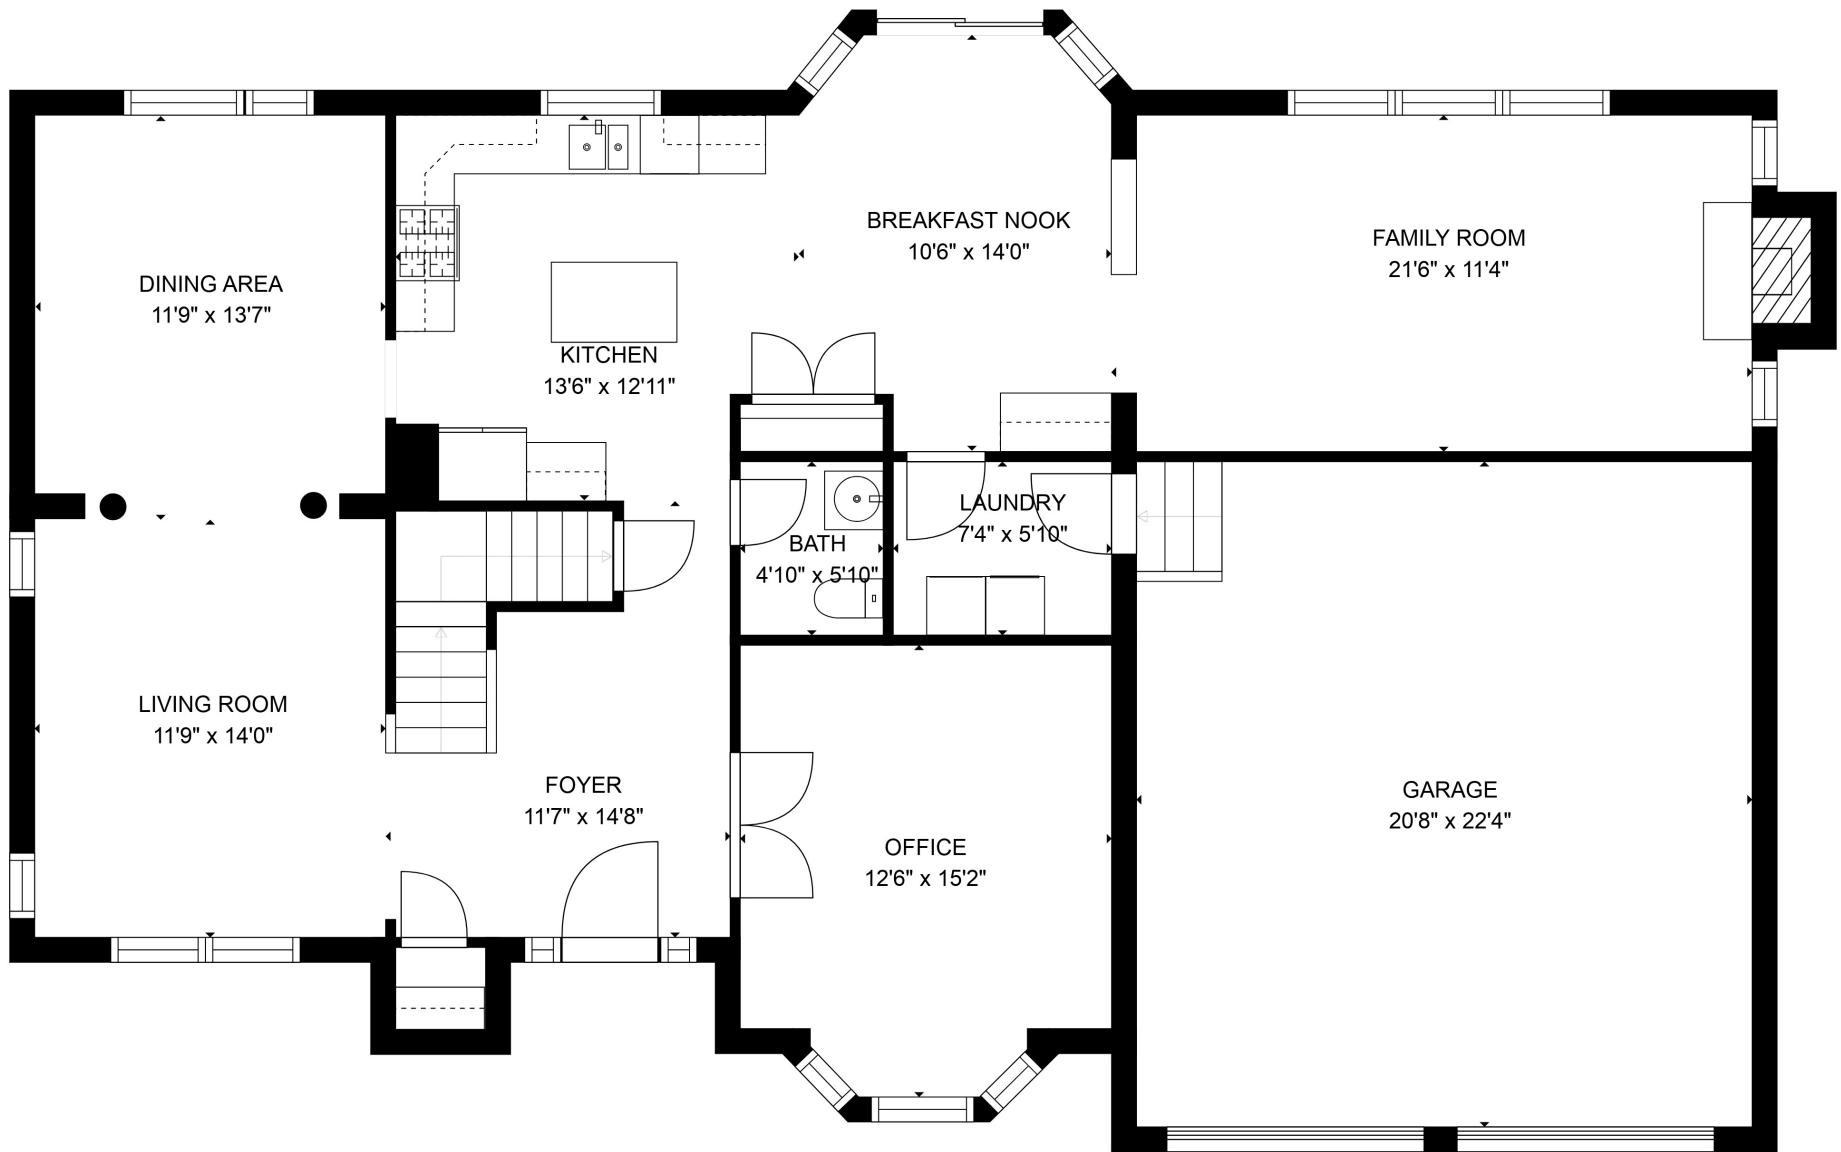 BREAKFAST NOOK
10'6" x 14'0"
FAMILY ROOM
21'6" x 11'4"
DINING AREA
11'9" x 13'7"
KITCHEN
13'6" x 12'11"
LAUNDRY
7'4" x 5'10"
BATH
4'10" x 5'10"
LIVING ROOM
11'9" x 14'0"
FOYER
11'7" x 14'8"
GARAGE
20'8" x 22'4"
OFFICE
12'6" x 15'2"